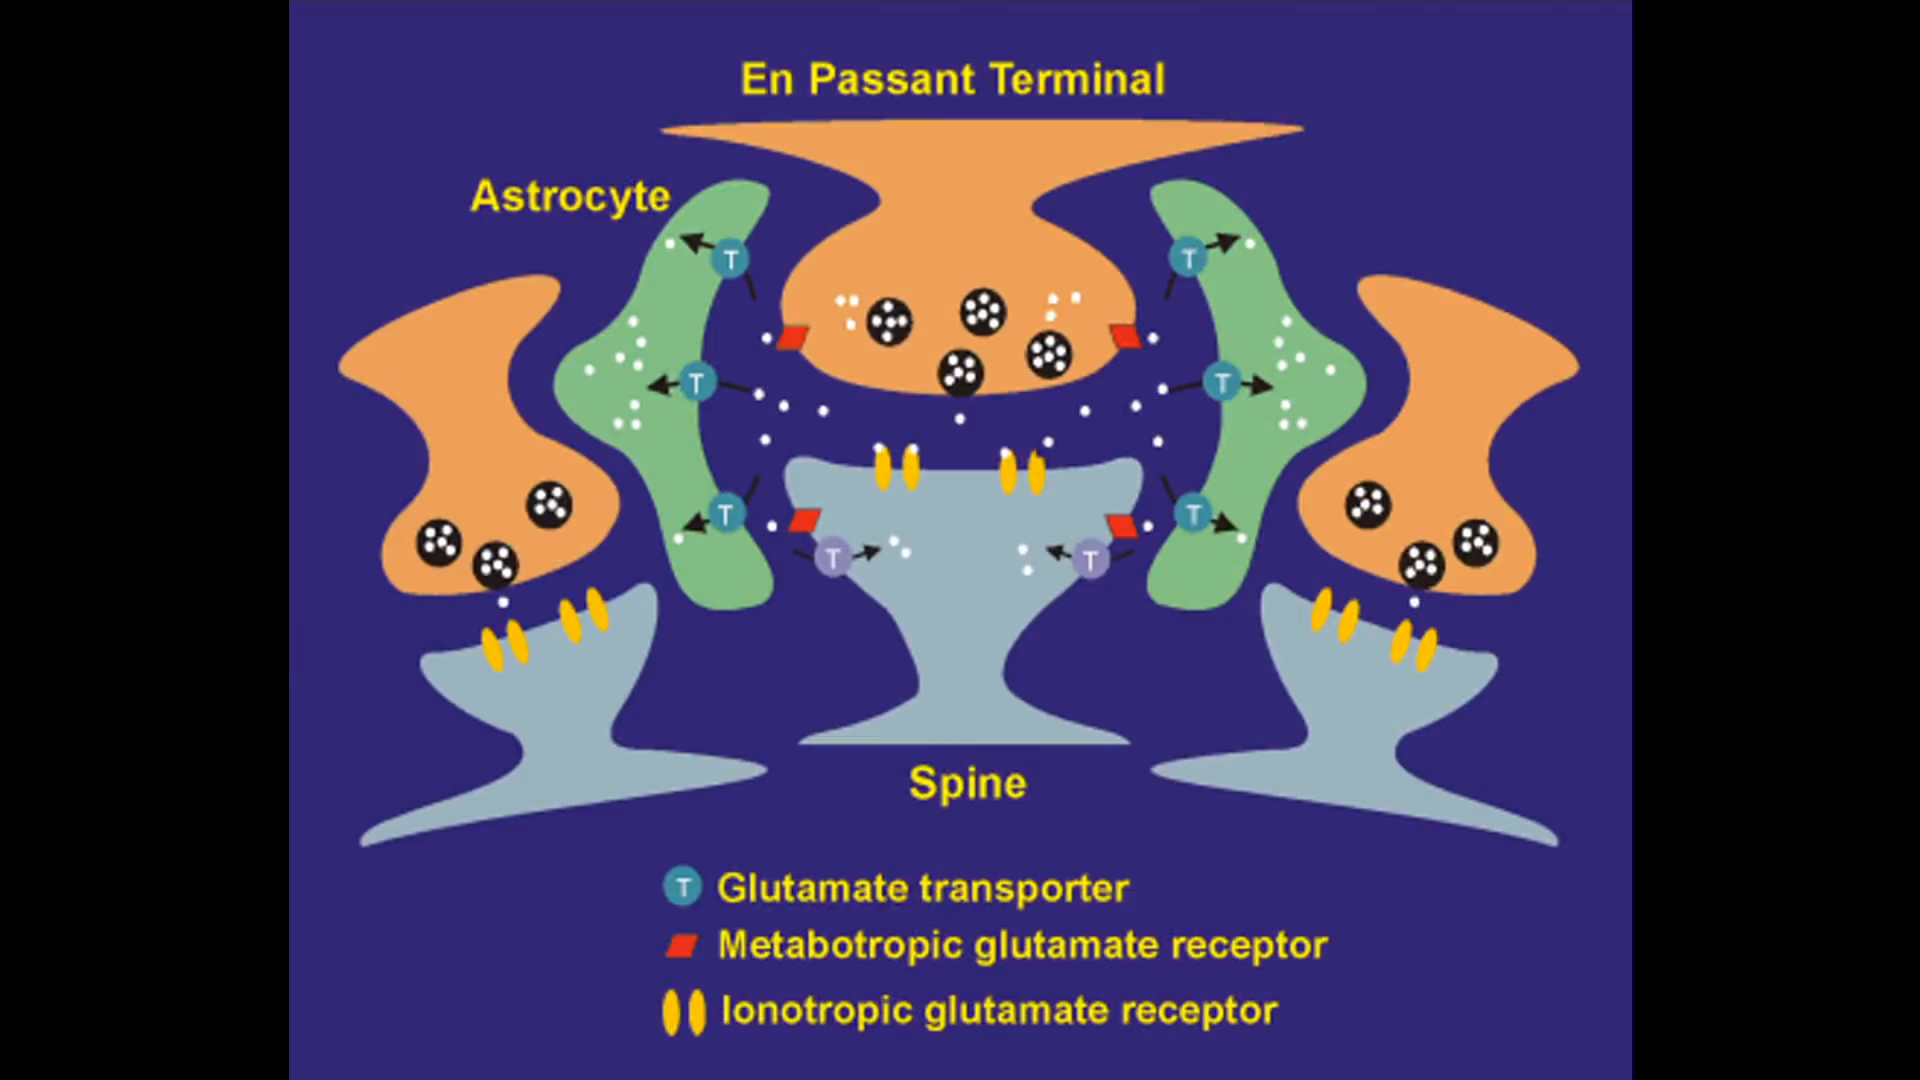 En Passant Terminal
Astrocyte
T
T
T
T
T
T
T
T
Spine
T Glutamate transporter
Metabotropic glutamate receptor
Ionotropic glutamate receptor